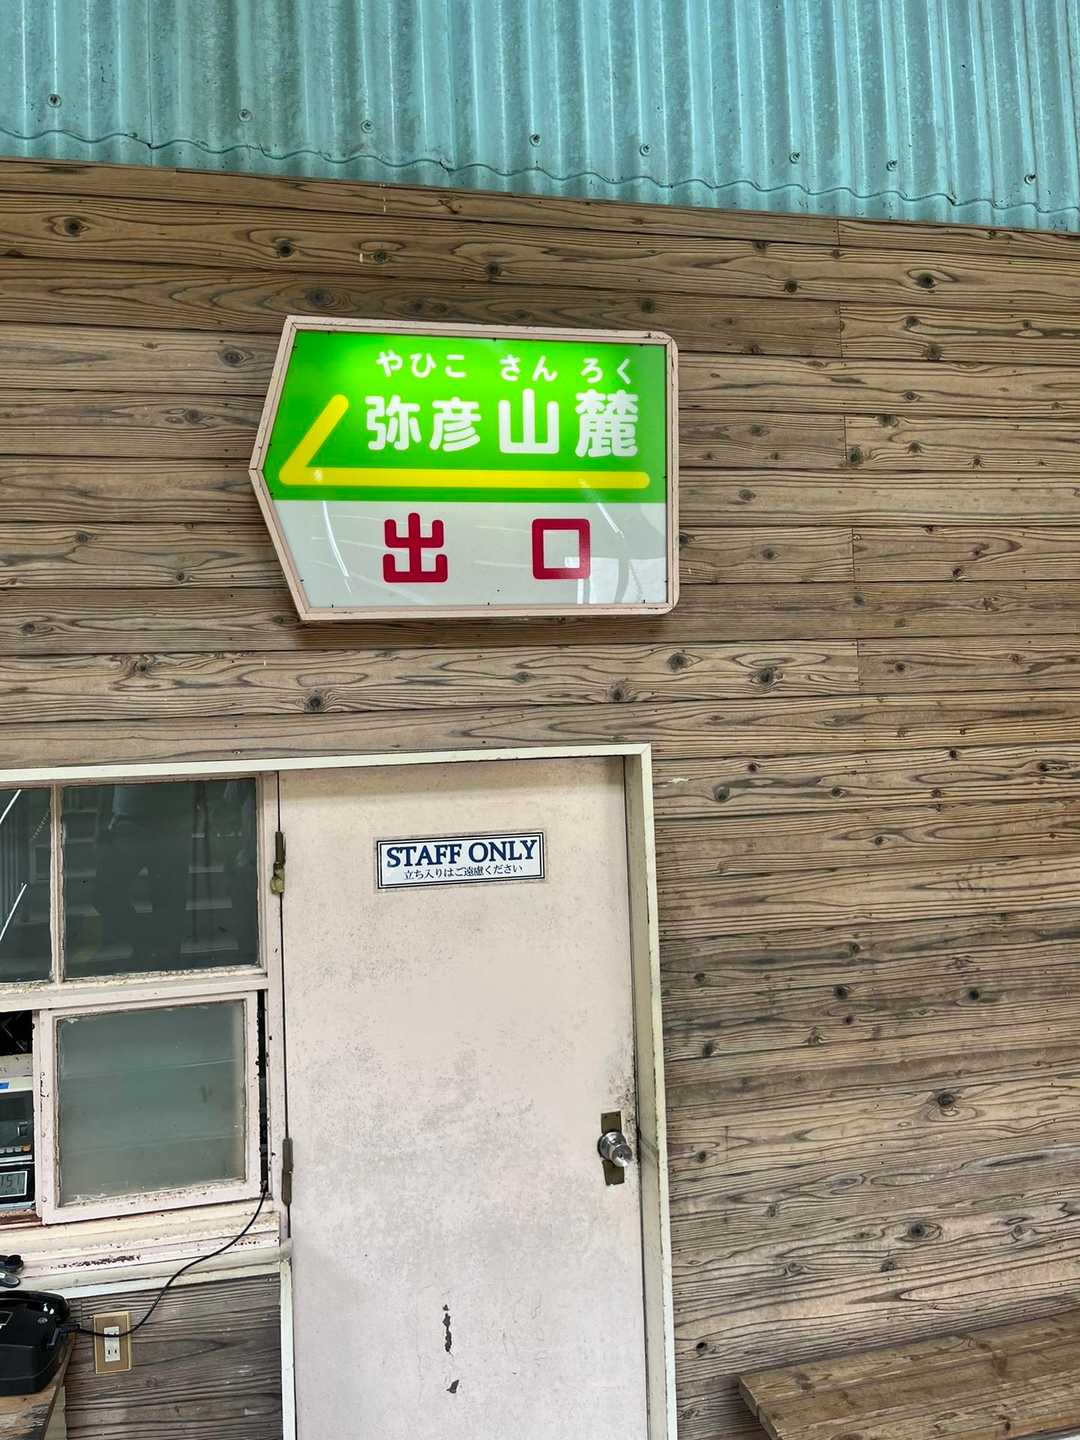 やひこ さん ろく
弥彦山麓
出口
STAFF ONLY
立ち入りはご遠慮ください